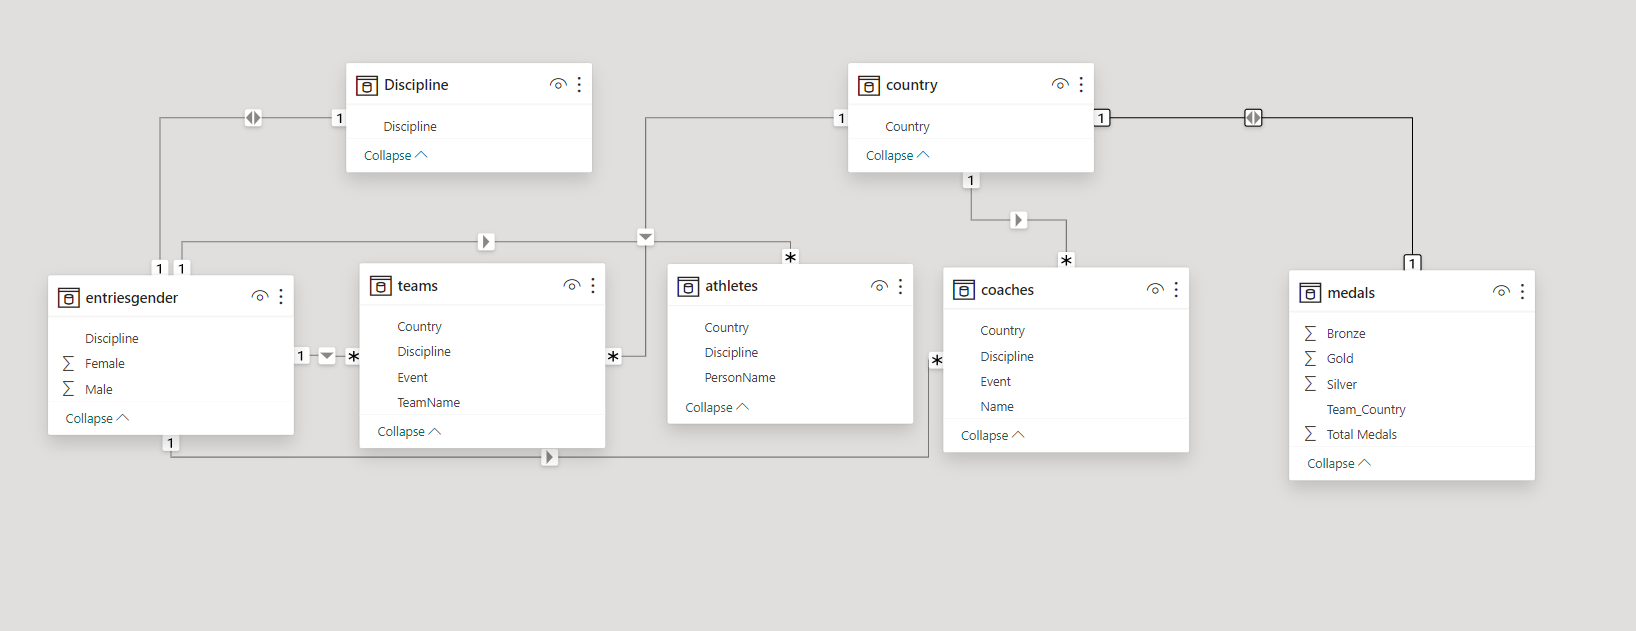 Discipline
Discipline
Collapse
country
Country
Collapse
1
1
1
1
1
1
*
*
1
1
entriesgender
Discipline
Female
Male
Collapse
1
1
*
teams
Country
Discipline
Event
TeamName
Collapse
*
athletes
Country
Discipline
PersonName
Collapse
*
coaches
Country
Discipline
Event
Name
Collapse
medals
Bronze
Gold
Silver
Team_Country
Total Medals
Collapse